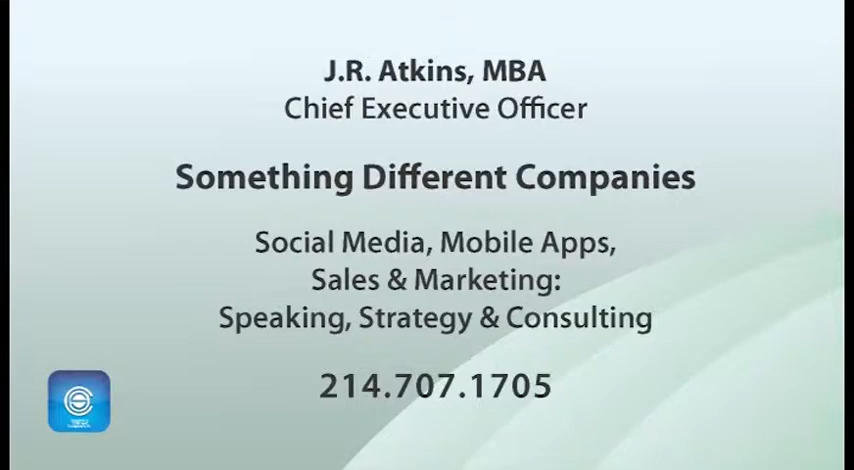 J.R. Atkins, MBA
Chief Executive Officer
Something Different Companies
Social Media, Mobile Apps,
Sales & Marketing:
Speaking, Strategy & Consulting
214.707.1705